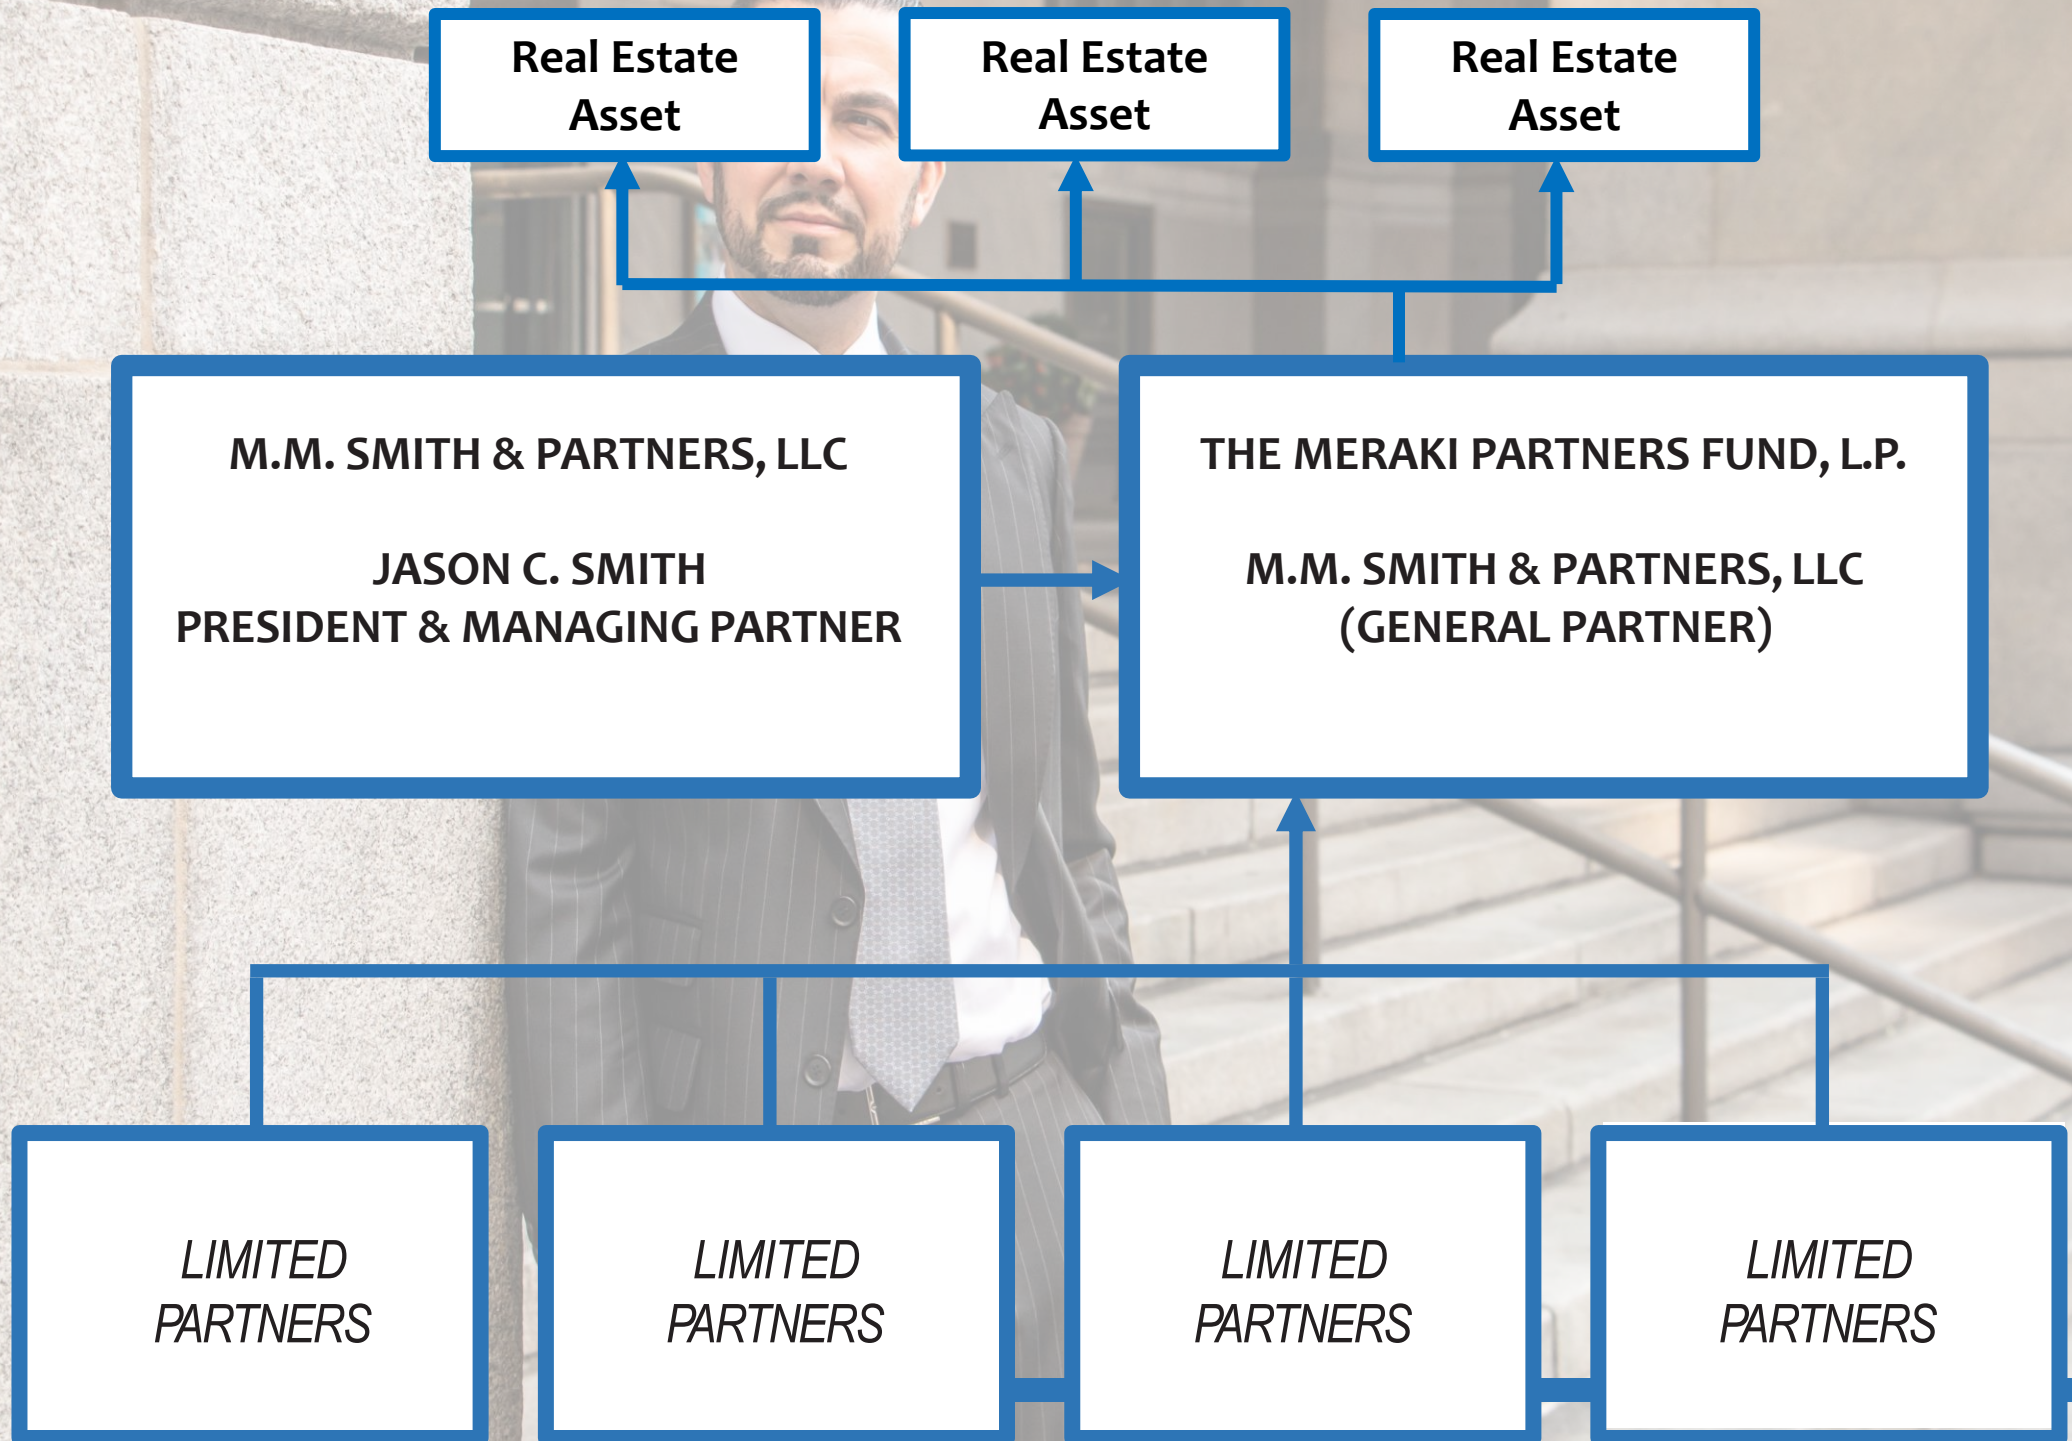 Real Estate
Asset
Real Estate
Asset
Real Estate
Asset
M.M. SMITH & PARTNERS, LLC
JASON C. SMITH
PRESIDENT & MANAGING PARTNER
THE MERAKI PARTNERS FUND, L.P.
M.M. SMITH & PARTNERS, LLC
(GENERAL PARTNER)
LIMITED
PARTNERS
LIMITED
PARTNERS
LIMITED
PARTNERS
LIMITED
PARTNERS